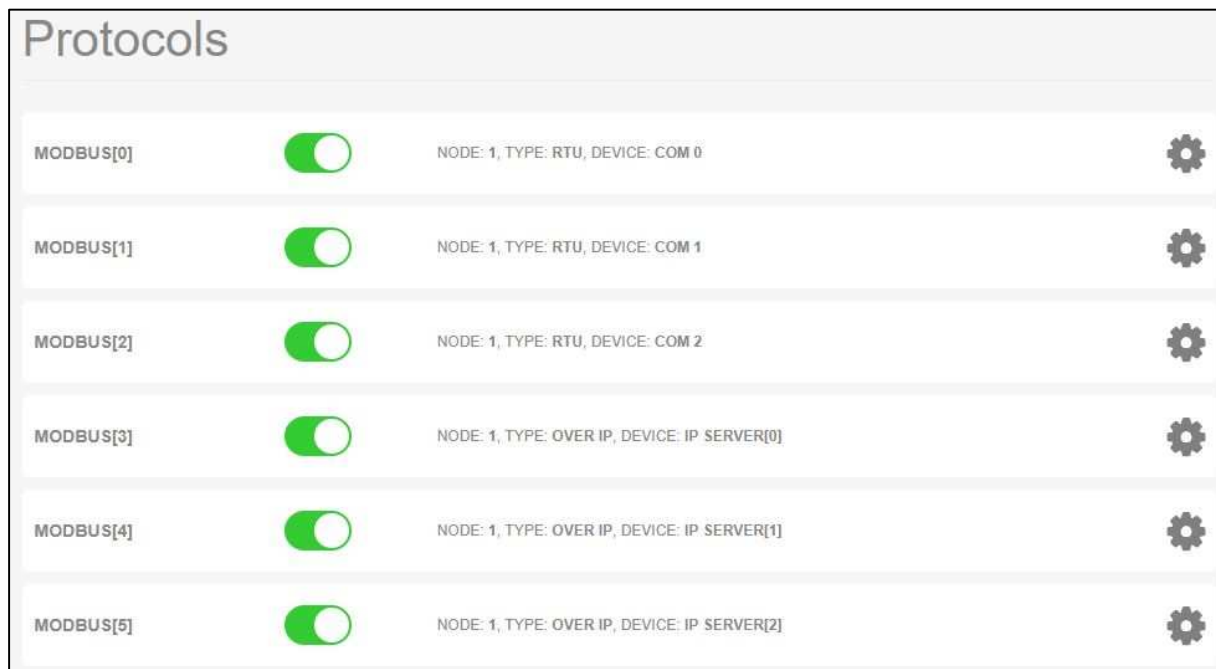 Protocols
MODBUS[0] NODE: 1, TYPE: RTU, DEVICE: COM 0
MODBUS[1] NODE: 1, TYPE: RTU, DEVICE: COM 1
MODBUS[2] NODE: 1, TYPE: RTU, DEVICE: COM 2
MODBUS[3] NODE: 1, TYPE: OVER IP, DEVICE: IP SERVER[0]
MODBUS[4] NODE: 1, TYPE: OVER IP, DEVICE: IP SERVER[1]
MODBUS[5] NODE: 1, TYPE: OVER IP, DEVICE: IP SERVER[2]